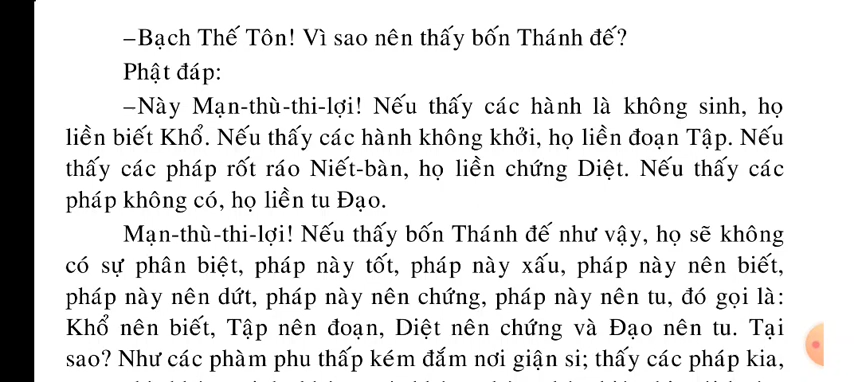 –Bạch Thế Tôn! Vì sao nên thấy bốn Thánh đế?
Phật đáp:
–Này Mạn-thù-thi-lợi! Nếu thấy các hành là không sinh, họ
liền biết Khổ. Nếu thấy các hành không khởi, họ liền đoạn Tập. Nếu
thấy các pháp rốt ráo Niết-bàn, họ liền chứng Diệt. Nếu thấy các
pháp không có, họ liền tu Đạo.
Mạn-thù-thi-lợi! Nếu thấy bốn Thánh đế như vậy, họ sẽ không
có sự phân biệt, pháp này tốt, pháp này xấu, pháp này nên biết,
pháp này nên dứt, pháp này nên chứng, pháp này nên tu, đó gọi là:
Khổ nên biết, Tập nên đoạn, Diệt nên chứng và Đạo nên tu. Tại
sao? Như các phàm phu thấp kém đắm nơi giận si; thấy các pháp kia,